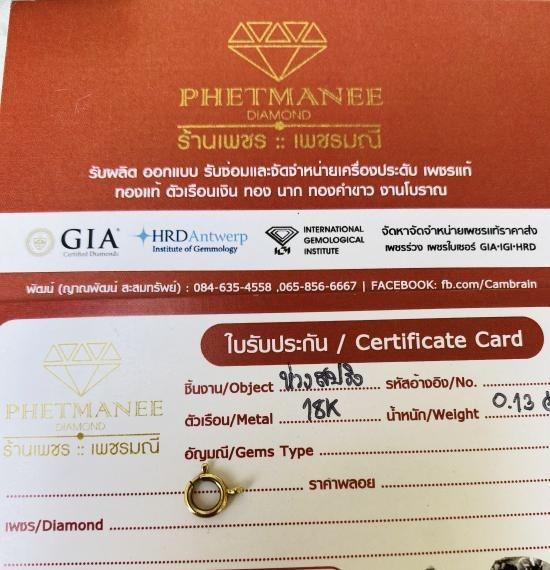 PHETMANEE
DIAMOND
ร้านเพชร :: เพชรมณี
รับผลิต ออกแบบ รับซ่อมและจัดจำหน่ายเครื่องประดับ เพชรแท้
ทองแท้ ตัวเรือนเงิน ทอง นาก ทองคำขาว งานโบราณ
GIA
Certified Diamonds
HRDAntwerp
Institute of Gemmology
IGI
INTERNATIONAL
GEMOLOGICAL
INSTITUTE
จัดหาจัดจำหน่ายเพชรแท้ราคาส่ง
เพชรร่วง เพชรใบเซอร์ GIA·IGI·HRD
พัฒน์ (ญาณพัฒน์ สะสมทรัพย์) : 084-635-4558 ,065-856-6667 | FACEBOOK: fb.com/Cambrain
ใบรับประกัน / Certificate Card
PHETMANEE
DIAMOND
ร้านเพชร :: เพชรมณี
ชิ้นงาน/Object ห่วงสปริง รหัสอ้างอิง/No.
ตัวเรือน/Metal 18K น้ำหนัก/Weight 0.13
อัญมณี/Gems Type
ราคาพลอย
เพชร/Diamond